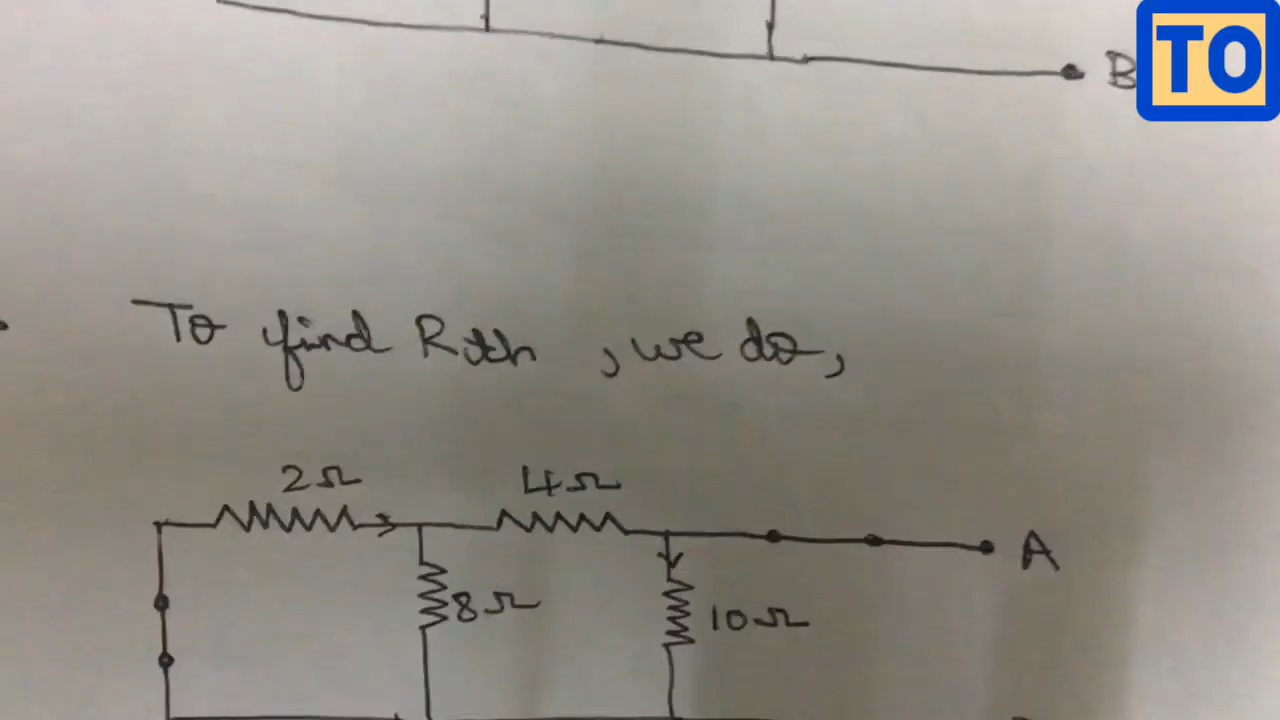 B
TO
To find Rth, we do,
2Ω
4Ω
A
8Ω
10Ω